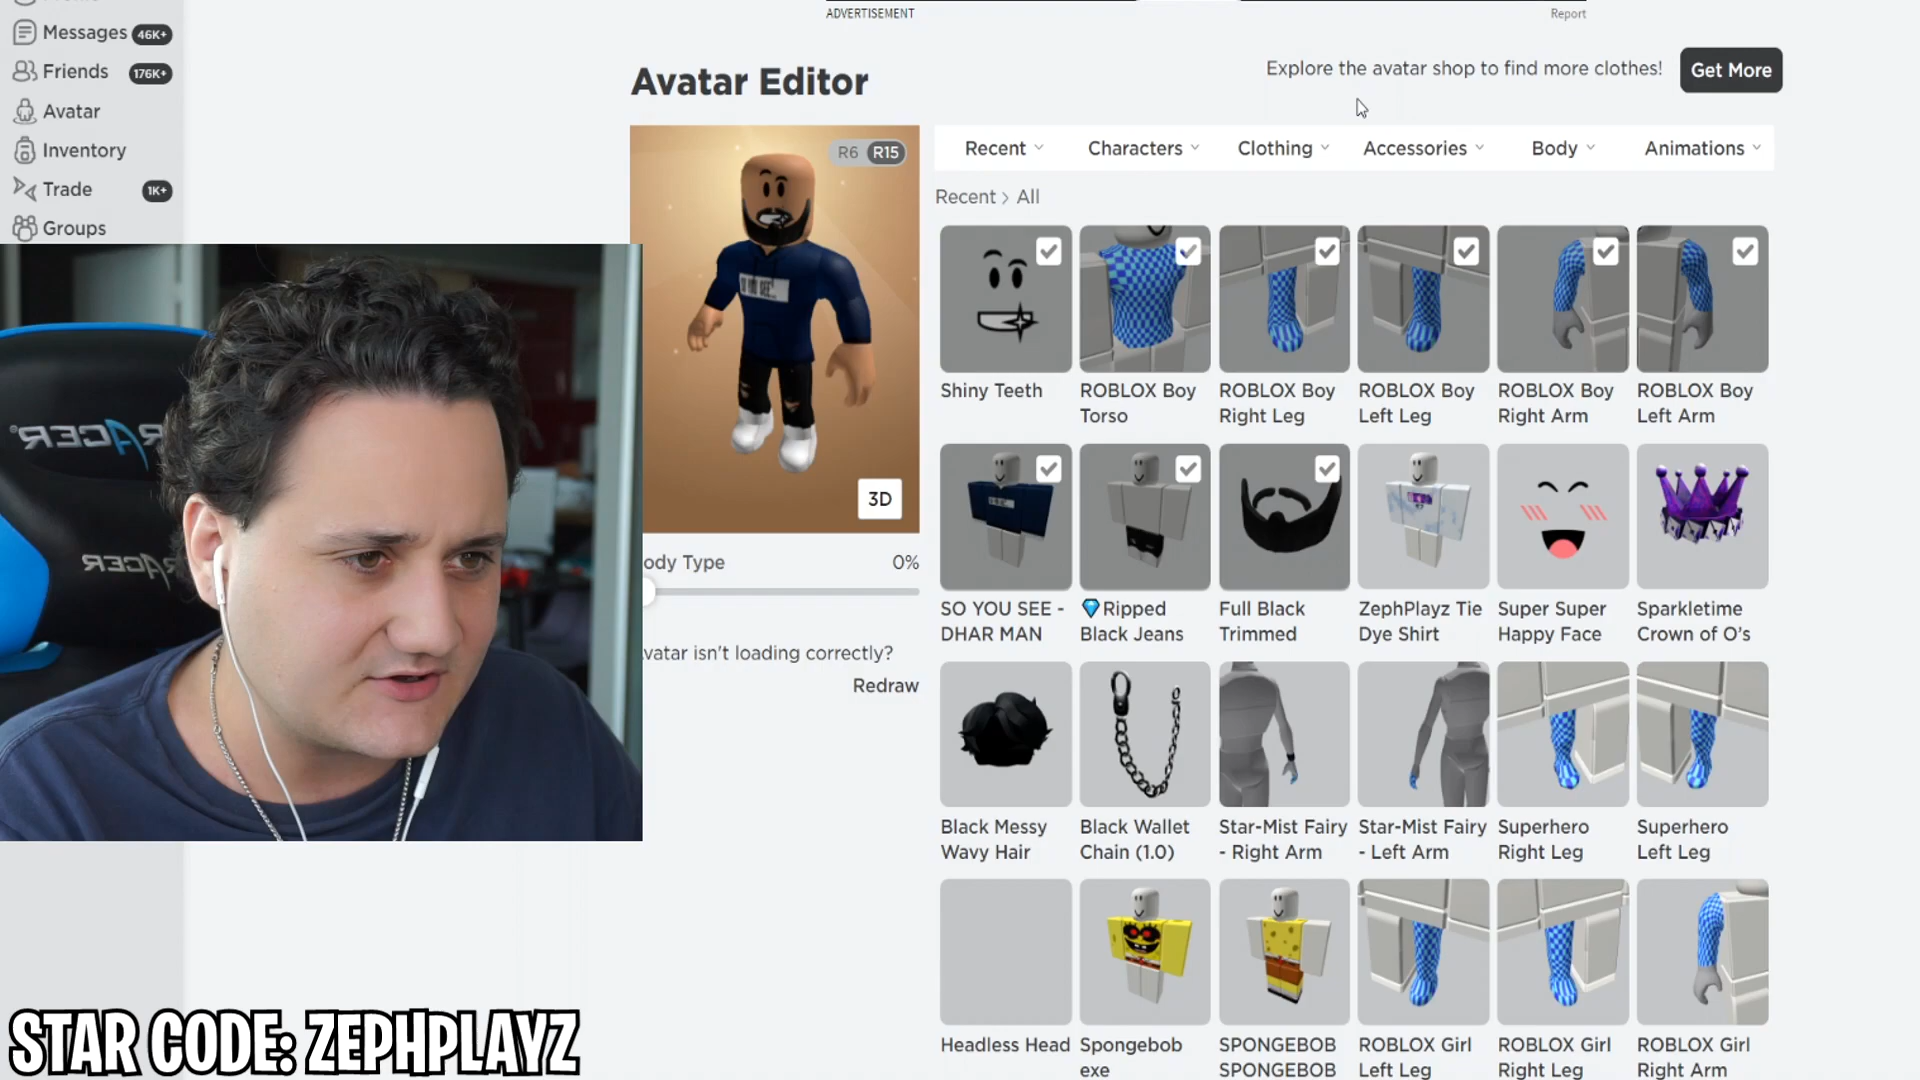 ADVERTISEMENT
Report
Messages 46K+
Friends 176K+
Avatar
Inventory
Trade 1K+
Groups
Avatar Editor
Explore the avatar shop to find more clothes!
Get More
R6 R15
3D
ody Type 0%
vatar isn't loading correctly?
Redraw
Recent Characters Clothing Accessories Body Animations
Recent > All
Shiny Teeth
ROBLOX Boy
Torso
ROBLOX Boy
Right Leg
ROBLOX Boy
Left Leg
ROBLOX Boy
Right Arm
ROBLOX Boy
Left Arm
SO YOU SEE -
DHAR MAN
💎Ripped
Black Jeans
Full Black
Trimmed
ZephPlayz Tie
Dye Shirt
Super Super
Happy Face
Sparkletime
Crown of O's
Black Messy
Wavy Hair
Black Wallet
Chain (1.0)
Star-Mist Fairy
- Right Arm
Star-Mist Fairy
- Left Arm
Superhero
Right Leg
Superhero
Left Leg
Headless Head
Spongebob
exe
SPONGEBOB
SPONGEBOB
ROBLOX Girl
Left Leg
ROBLOX Girl
Right Leg
ROBLOX Girl
Right Arm
RACER
RACER
STAR CODE: ZEPHPLAYZ